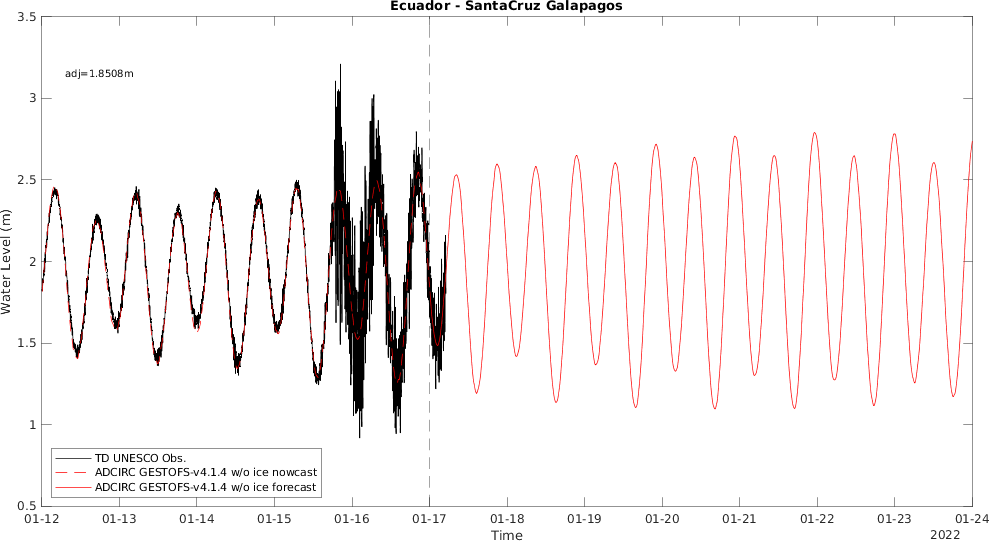 Ecuador - SantaCruz Galapagos
3.5
3
2.5
2
1.5
1
0.5
Water Level (m)
adj=1.8508m
TD UNESCO Obs.
ADCIRC GESTOFS-v4.1.4 w/o ice nowcast
ADCIRC GESTOFS-v4.1.4 w/o ice forecast
01-12 01-13 01-14 01-15 01-16 01-17 01-18 01-19 01-20 01-21 01-22 01-23 01-24
Time
2022